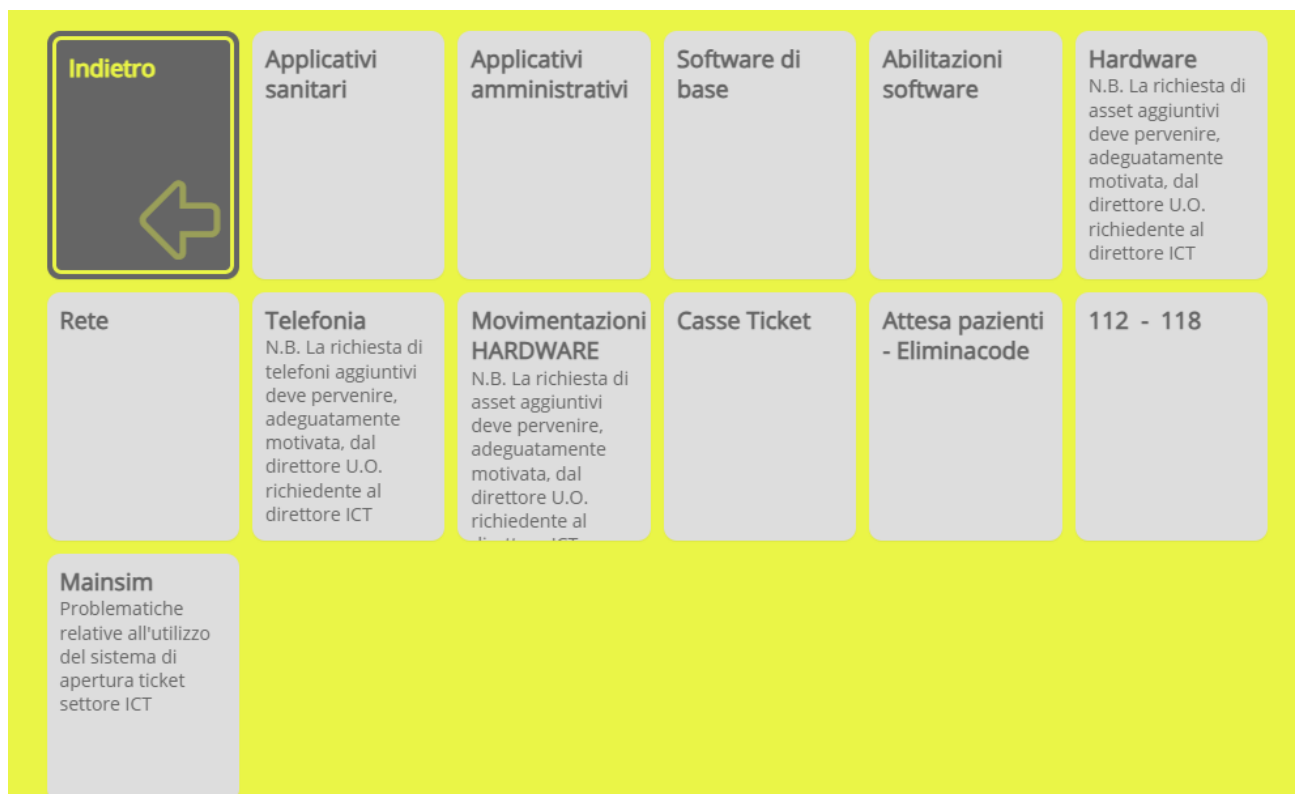 Indietro
Applicativi
sanitari
Applicativi
amministrativi
Software di
base
Abilitazioni
software
Hardware
N.B. La richiesta di
asset aggiuntivi
deve pervenire,
adeguatamente
motivata, dal
direttore U.O.
richiedente al
direttore ICT
Rete
Telefonia
N.B. La richiesta di
telefoni aggiuntivi
deve pervenire,
adeguatamente
motivata, dal
direttore U.O.
richiedente al
direttore ICT
Movimentazioni
HARDWARE
N.B. La richiesta di
asset aggiuntivi
deve pervenire,
adeguatamente
motivata, dal
direttore U.O.
richiedente al
Casse Ticket
Attesa pazienti
- Eliminacode
112 - 118
Mainsim
Problematiche
relative all'utilizzo
del sistema di
apertura ticket
settore ICT